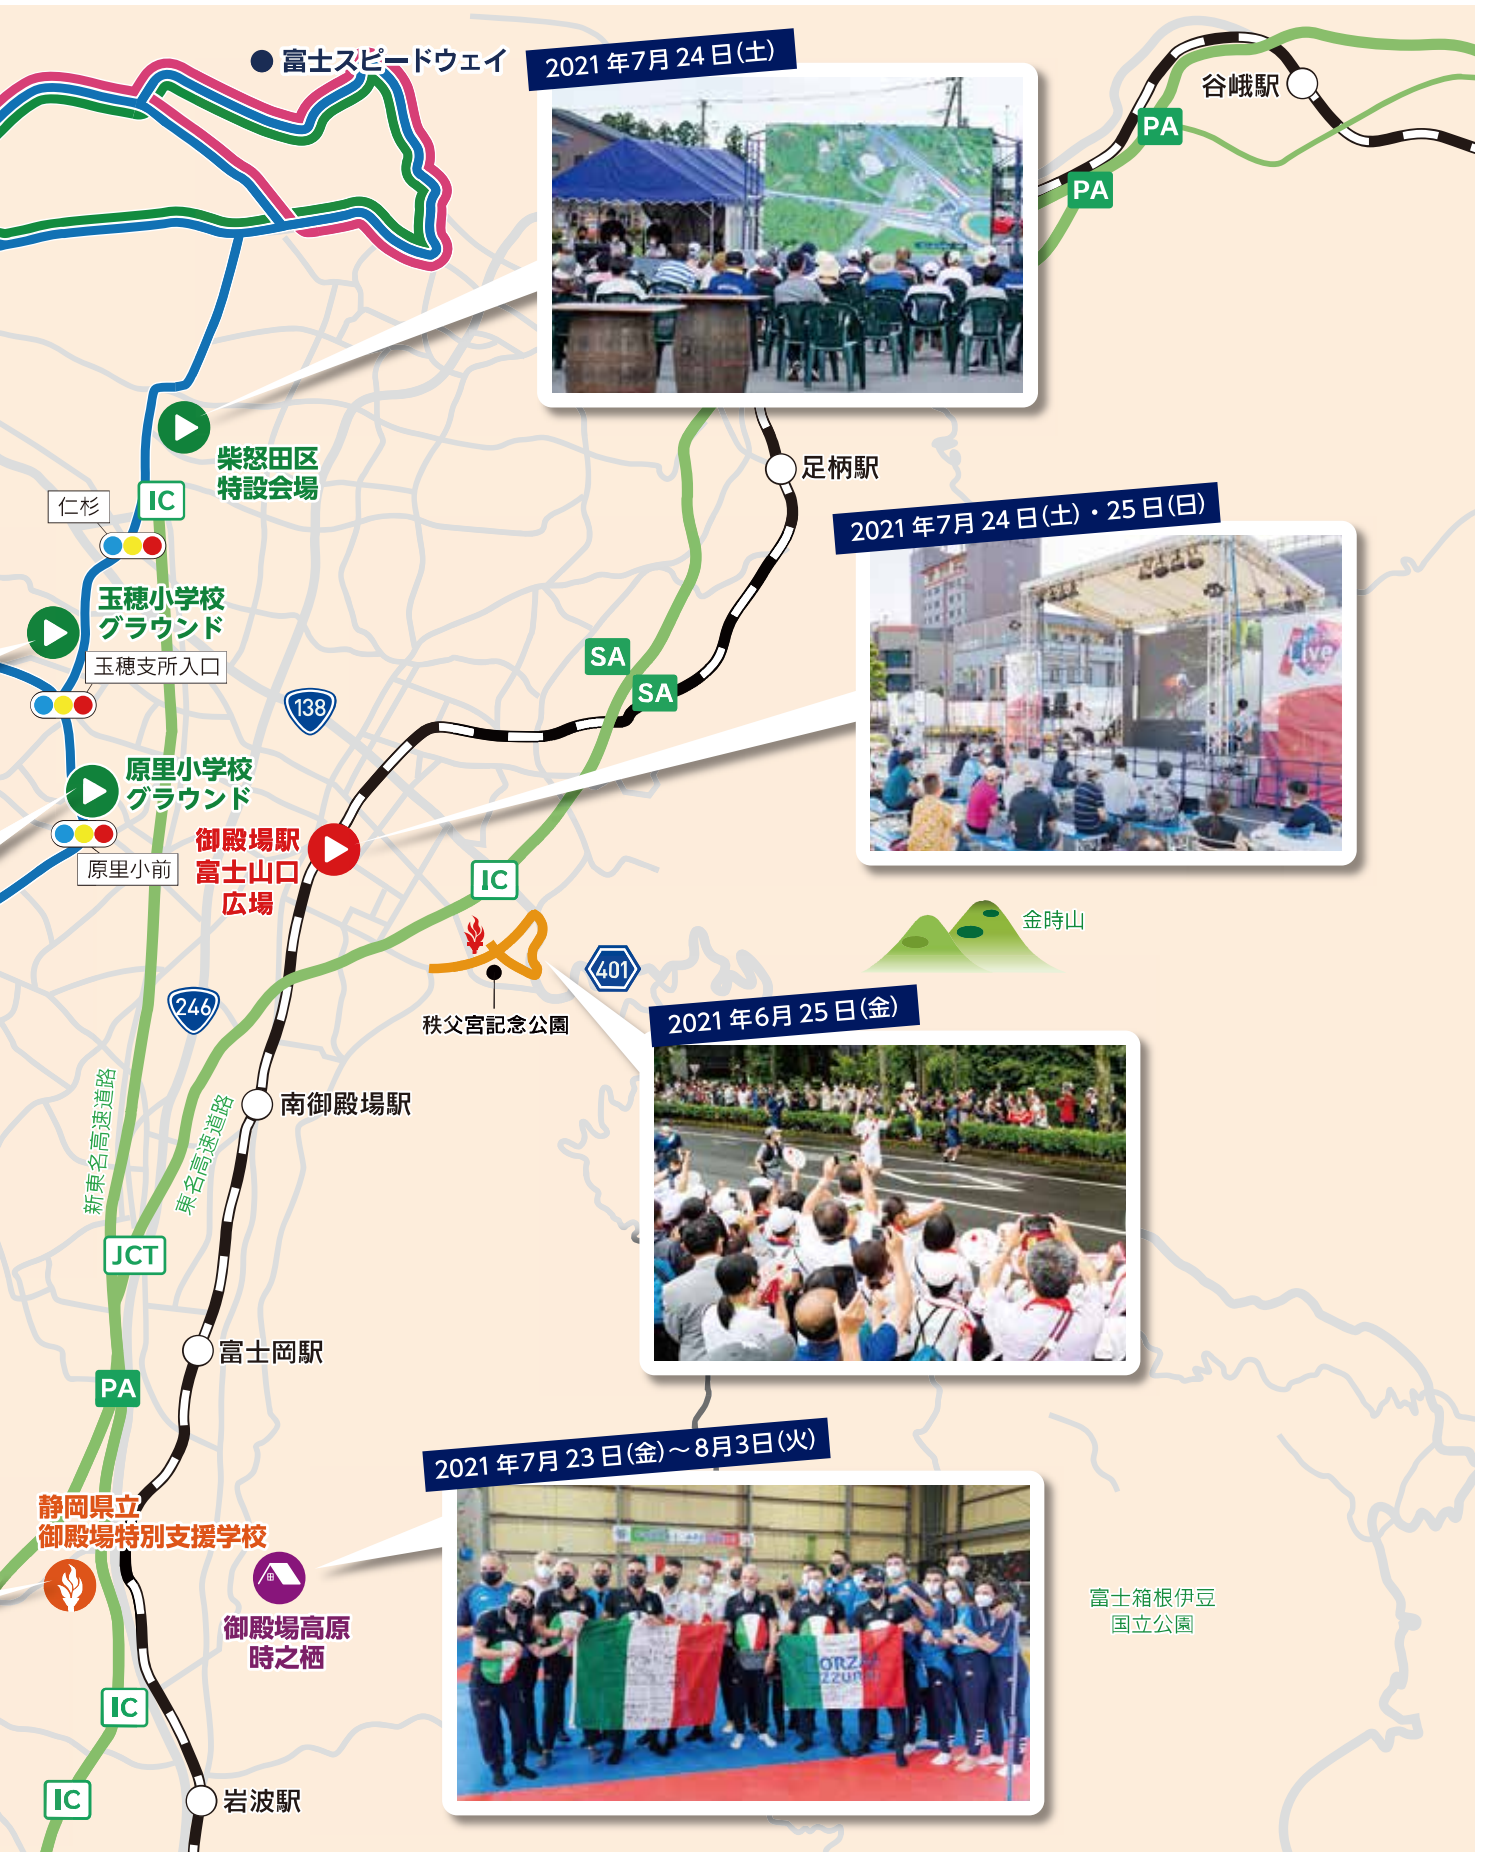 富士スピードウェイ
2021年7月24日(土)
谷峨駅
PA
PA
柴怒田区
特設会場
足柄駅
仁杉
IC
2021年7月24日(土)・25日(日)
玉穂小学校
グラウンド
玉穂支所入口
SA
SA
138
live
原里小学校
グラウンド
原里小前
御殿場駅
富士山口
広場
IC
金時山
401
246
秩父宮記念公園
2021年6月25日(金)
南御殿場駅
新東名高速道路
東名高速道路
JCT
富士岡駅
PA
2021年7月23日(金)～8月3日(火)
静岡県立
御殿場特別支援学校
FORZA
AZZURRI
ITA
御殿場高原
時之栖
富士箱根伊豆
国立公園
IC
IC
岩波駅